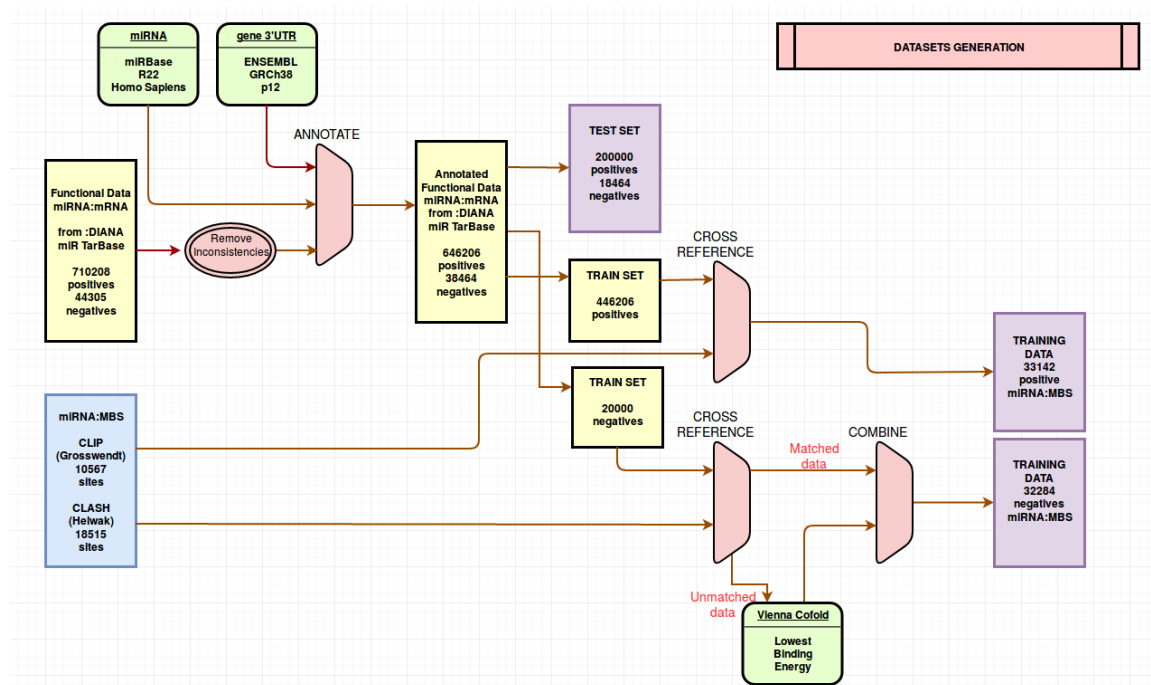 DATASETS GENERATION
miRNA
miRBase
R22
Homo Sapiens
gene 3'UTR
ENSEMBL
GRCh38
p12
ANNOTATE
Functional Data
miRNA:mRNA
from :DIANA
miR TarBase
710208
positives
44305
negatives
Remove
Inconsistencies
Annotated
Functional Data
miRNA:mRNA
from :DIANA
miR TarBase
646206
positives
38464
negatives
TEST SET
200000
positives
18464
negatives
TRAIN SET
446206
positives
TRAIN SET
20000
negatives
CROSS
REFERENCE
TRAINING
DATA
33142
positive
miRNA:MBS
miRNA:MBS
CLIP
(Grosswendt)
10567
sites
CLASH
(Helwak)
18515
sites
CROSS
REFERENCE
Matched
data
COMBINE
TRAINING
DATA
32284
negatives
miRNA:MBS
Unmatched
data
Vienna Cofold
Lowest
Binding
Energy